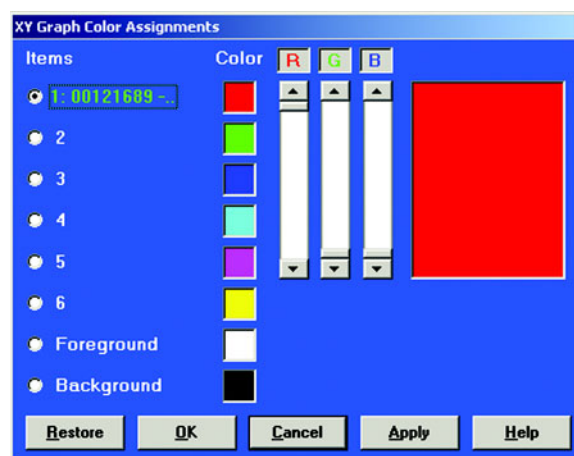 XY Graph Color Assignments
Items Color R G B
1: 00121689 -..
2
3
4
5
6
Foreground
Background
Restore OK Cancel Apply Help